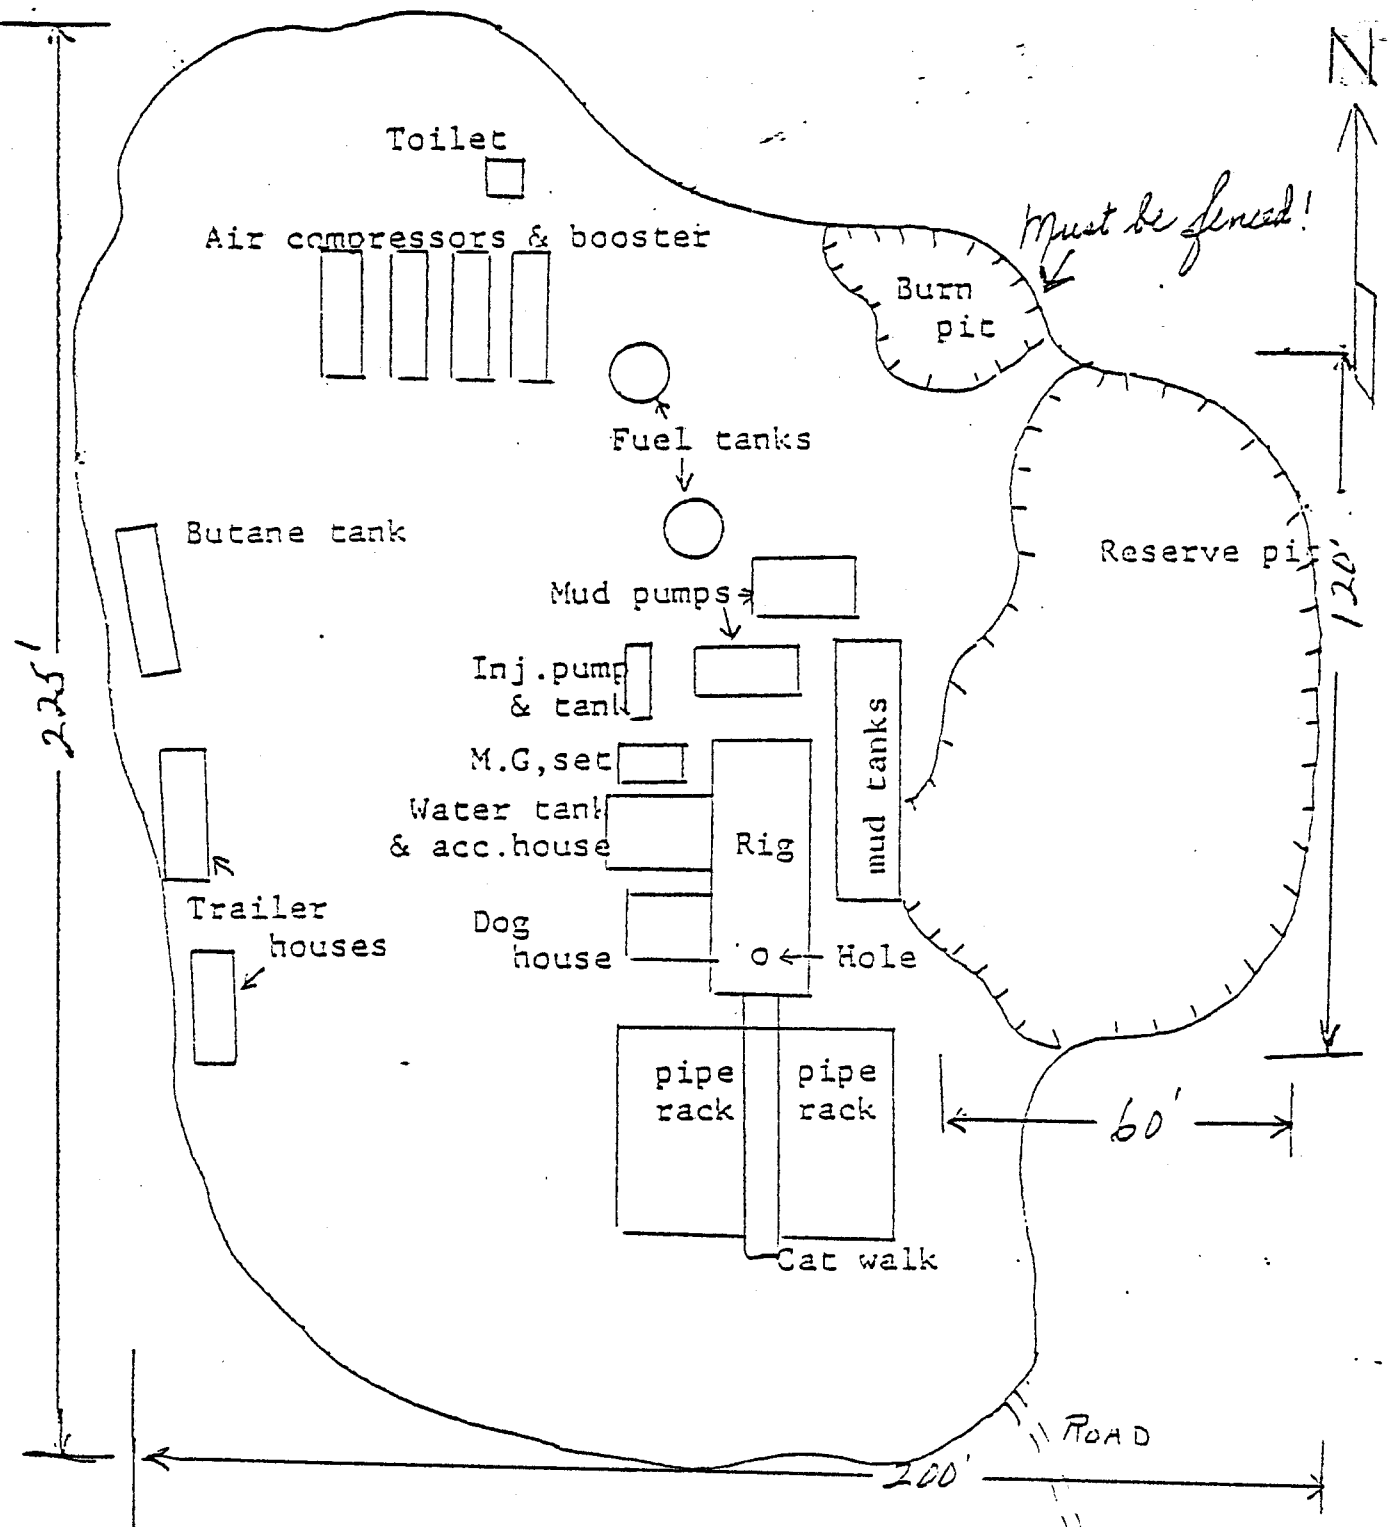 N
Toilet
Must be fenced!
Air compressors & booster
Burn
pit
Fuel tanks
Butane tank
Reserve pit
120'
Mud pumps
225'
Inj.pump
& tank
mud tanks
M.G,set
Water tank
& acc.house
Rig
Trailer
houses
Dog
house
Hole
pipe
rack
pipe
rack
60'
Cat walk
ROAD
200'